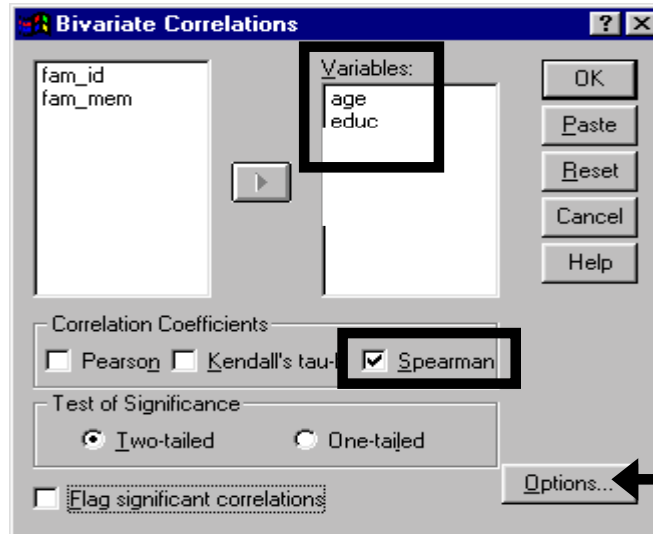 Bivariate Correlations
fam_id
fam_mem
Variables:
age
educ
OK
Paste
Reset
Cancel
Help
Correlation Coefficients
Pearson Kendall's tau- Spearman
Test of Significance
Two-tailed One-tailed
Flag significant correlations
Options...